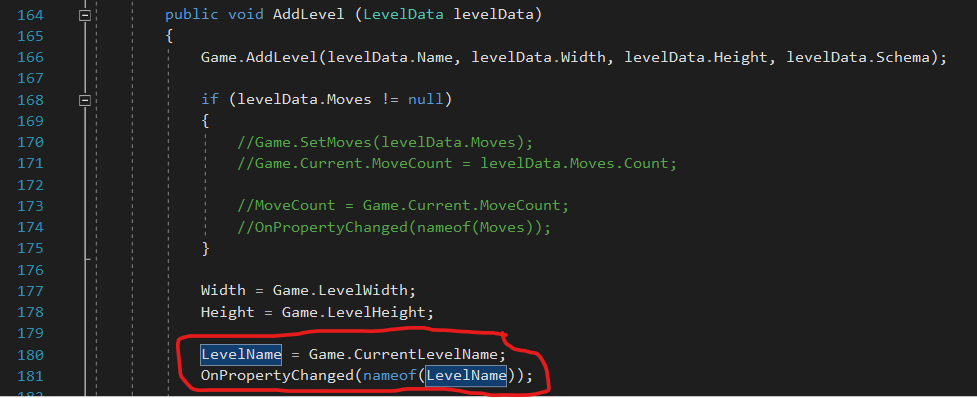 164 public void AddLevel (LevelData levelData)
165 {
166 Game.AddLevel(levelData.Name, levelData.Width, levelData.Height, levelData.Schema);
167
168 if (levelData.Moves != null)
169 {
170 //Game.SetMoves(levelData.Moves);
171 //Game.Current.MoveCount = levelData.Moves.Count;
172
173 //MoveCount = Game.Current.MoveCount;
174 //OnPropertyChanged(nameof(Moves));
175 }
176
177 Width = Game.LevelWidth;
178 Height = Game.LevelHeight;
179
180 LevelName = Game.CurrentLevelName;
181 OnPropertyChanged(nameof(LevelName));